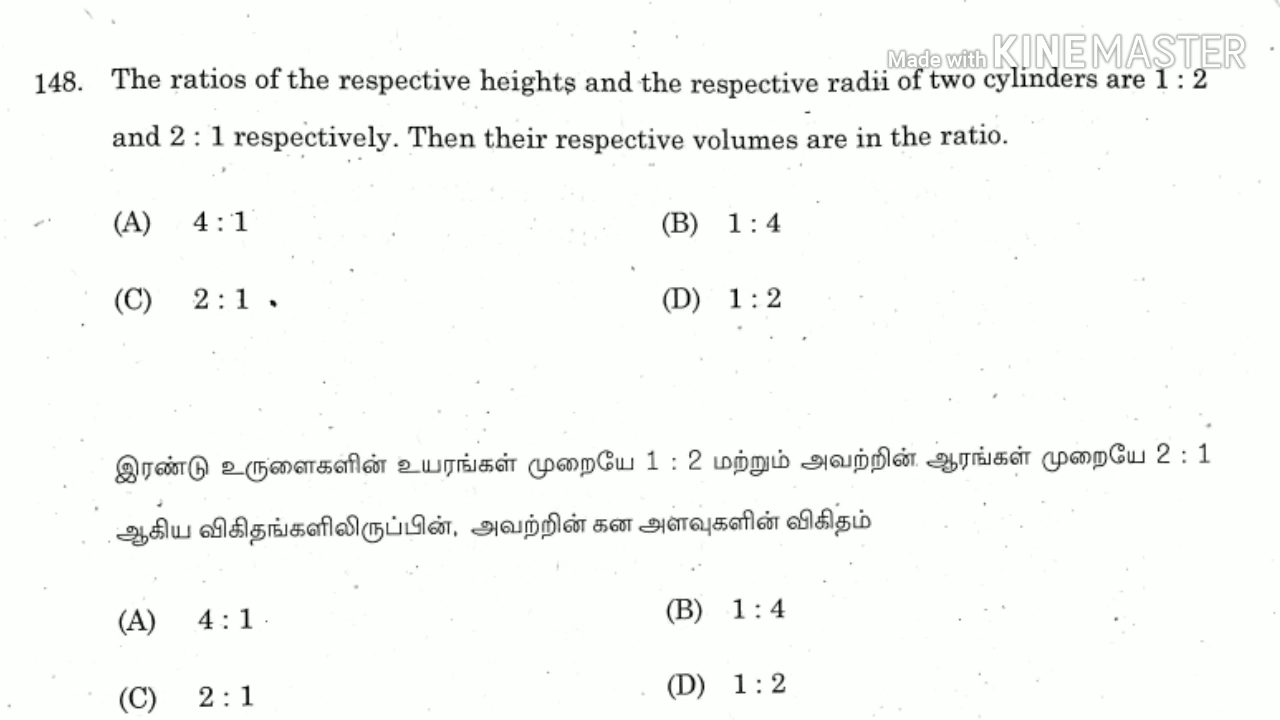 Made with KINEMASTER
148. The ratios of the respective heights and the respective radii of two cylinders are 1 : 2
and 2 : 1 respectively. Then their respective volumes are in the ratio.
(A) 4 : 1 (B) 1 : 4
(C) 2 : 1 (D) 1 : 2
இரண்டு உருளைகளின் உயரங்கள் முறையே 1 : 2 மற்றும் அவற்றின் ஆரங்கள் முறையே 2 : 1
ஆகிய விகிதங்களிலிருப்பின், அவற்றின் கன அளவுகளின் விகிதம்
(A) 4 : 1 (B) 1 : 4
(C) 2 : 1 (D) 1 : 2